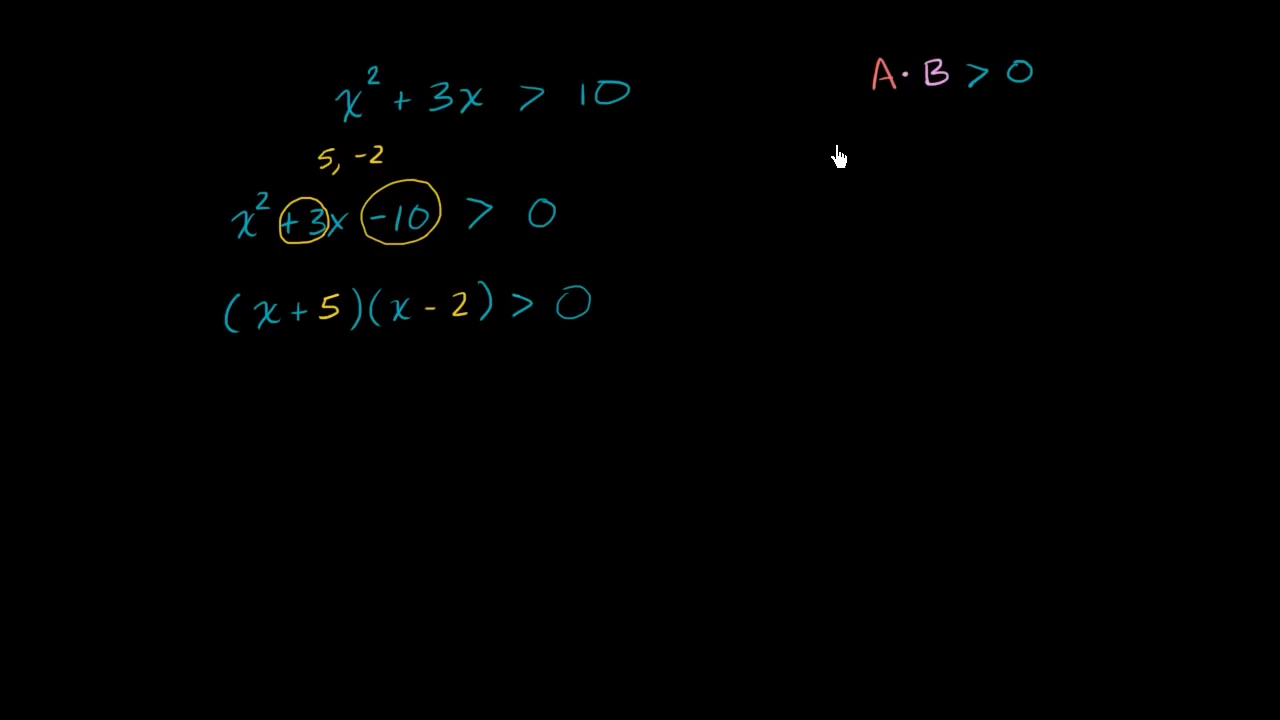 x² + 3x > 10
A · B > 0
5, -2
x² +3x -10 > 0
(x + 5)(x - 2) > 0